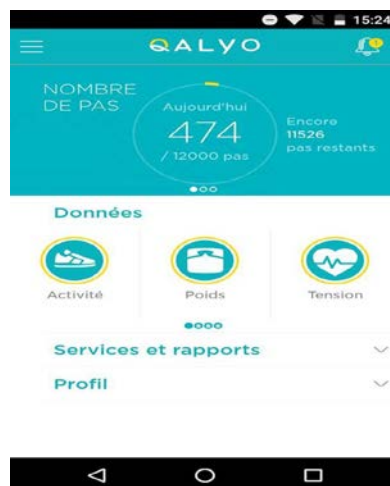 15:24
QALYO
1
NOMBRE
DE PAS
Aujourd'hui
474
/ 12000 pas
Encore
11526
pas restants
Données
Activité
Poids
Tension
Services et rapports
Profil